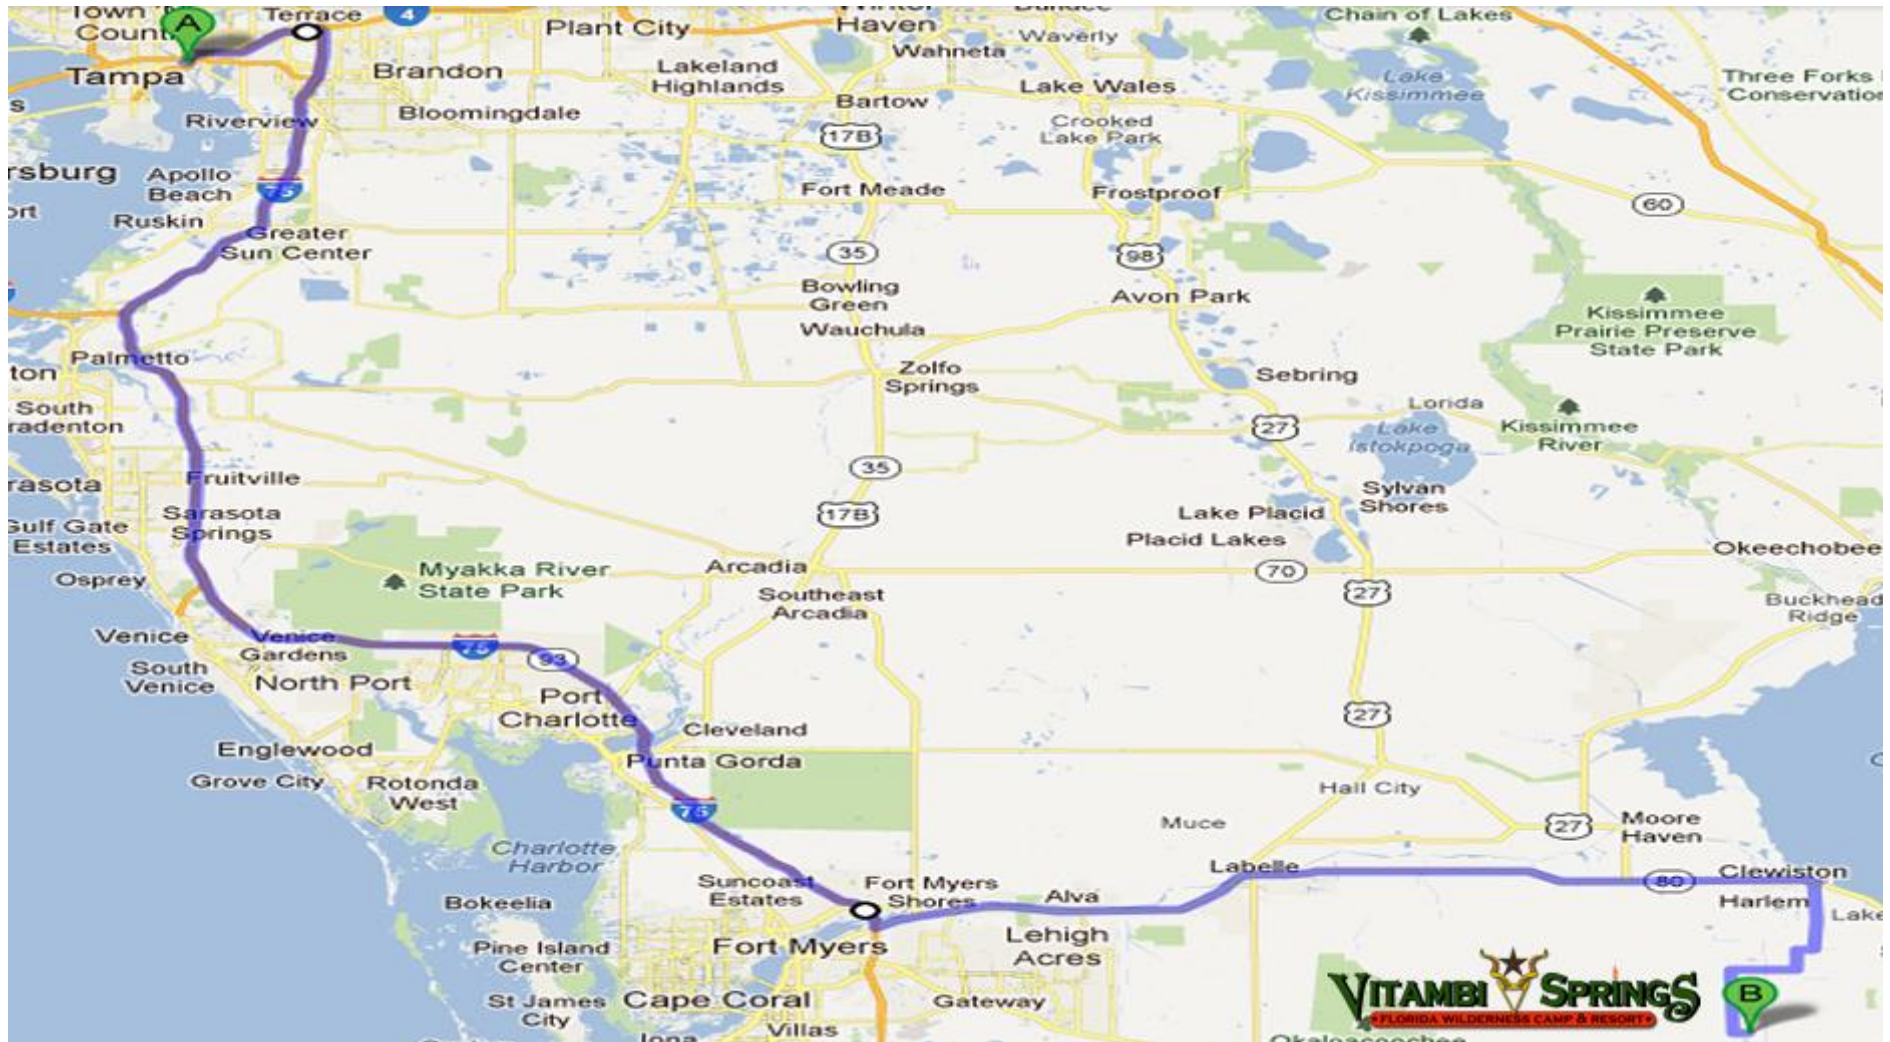 Town
Count
A
Terrace
4
Plant City
Haven
Wahneta
Waverly
Chain of Lakes
Tampa
Brandon
Lakeland
Highlands
Bartow
Lake Wales
Lake
Kissimmee
Three Forks
Conservation
Riverview
Bloomingdale
17B
Crooked
Lake Park
rsburg
Apollo
Beach
75
Fort Meade
Frostproof
60
ort
Ruskin
Greater
Sun Center
35
98
Bowling
Green
Avon Park
Wauchula
Kissimmee
Prairie Preserve
State Park
Palmetto
ton
Zolfo
Springs
Sebring
South
radenton
Lorida
27
Lake
Istokpoga
Kissimmee
River
35
rasota
Fruitville
Sylvan
Shores
Sarasota
Springs
17B
Lake Placid
Gulf Gate
Estates
Placid Lakes
Okeechobee
Osprey
Myakka River
State Park
Arcadia
70
Southeast
Arcadia
27
Buckhead
Ridge
Venice
Venice
Gardens
75
93
South
Venice
North Port
Port
Charlotte
27
Cleveland
Englewood
Punta Gorda
Grove City
Rotonda
West
75
Hall City
Muce
27
Moore
Haven
Charlotte
Harbor
Labelle
80
Clewiston
Suncoast
Estates
Fort Myers
Shores
Alva
Harlem
Bokeelia
Lake
Pine Island
Center
Fort Myers
Lehigh
Acres
St James
City
Cape Coral
Gateway
VITAMBI SPRINGS
FLORIDA WILDERNESS CAMP & RESORT
B
Villas
Iona
Okaloacoochee